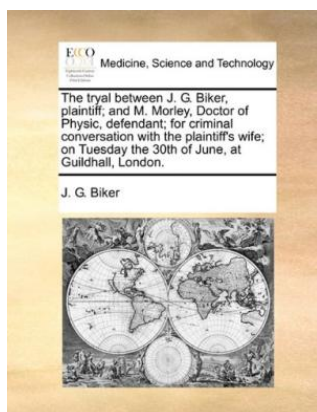 ECCO
Medicine, Science and Technology
The tryal between J. G. Biker,
plaintiff; and M. Morley, Doctor of
Physic, defendant; for criminal
conversation with the plaintiff's wife;
on Tuesday the 30th of June, at
Guildhall, London.
J. G. Biker